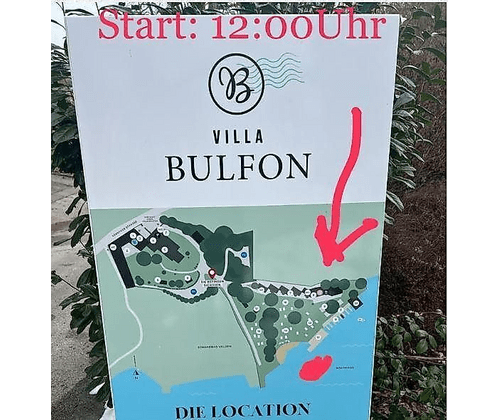 Start: 12:00Uhr
B
VILLA
BULFON
DIE LOCATION